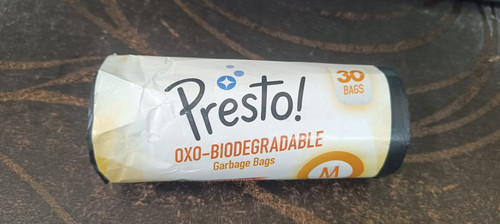 Presto!
30
BAGS
OXO-BIODEGRADABLE
Garbage Bags
M